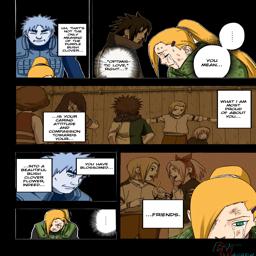 UH, THAT'S
NOT THE
ONLY
MEANING
OF THE
PURPLE
BUSH
CLOVER...
..."OPTIMIS-
TIC LOVE,"
RIGHT...?
...
YOU
MEAN...
WHAT I AM
MOST
PROUD
OF ABOUT
YOU...
...IS YOUR
CARING
ATTITUDE
AND
COMPASSION
TOWARDS
YOUR...
...FRIENDS.
YOU HAVE
BLOSSOMED...
...INTO A
BEAUTIFUL
BUSH
CLOVER
FLOWER,
INDEED...
...